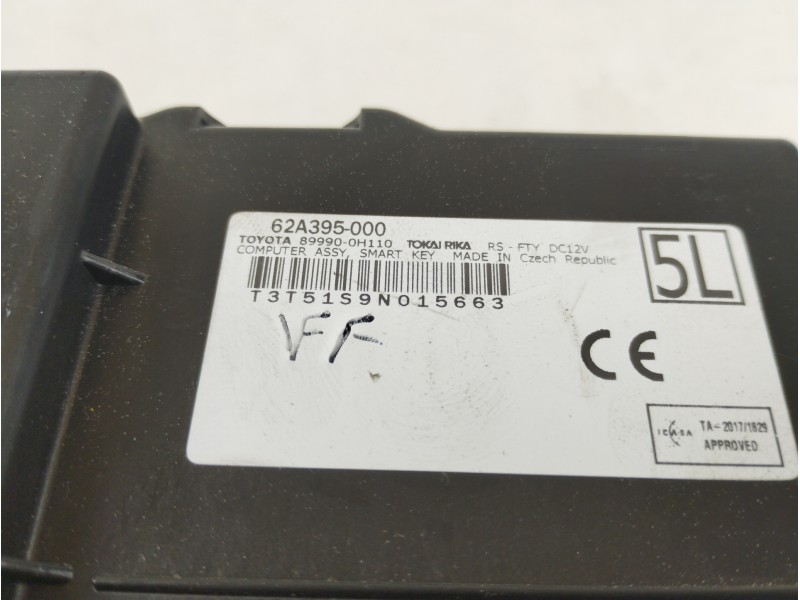 62A395-000
TOYOTA 89990-0H110 TOKAI RIKA RS-FTY DC12V
COMPUTER ASSY, SMART KEY MADE IN Czech Republic
5L
T3T51S9N015663
VF
CE
ICASA TA-2017/1829
APPROVED